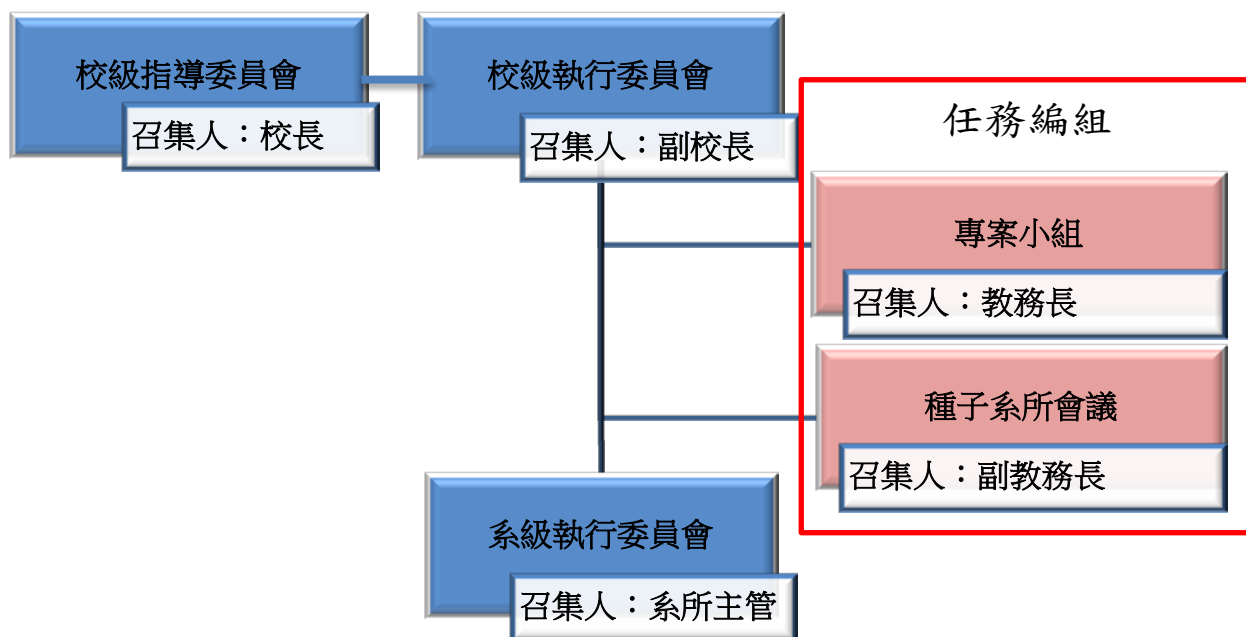 校級指導委員會
召集人：校長
校級執行委員會
召集人：副校長
任務編組
專案小組
召集人：教務長
種子系所會議
召集人：副教務長
系級執行委員會
召集人：系所主管